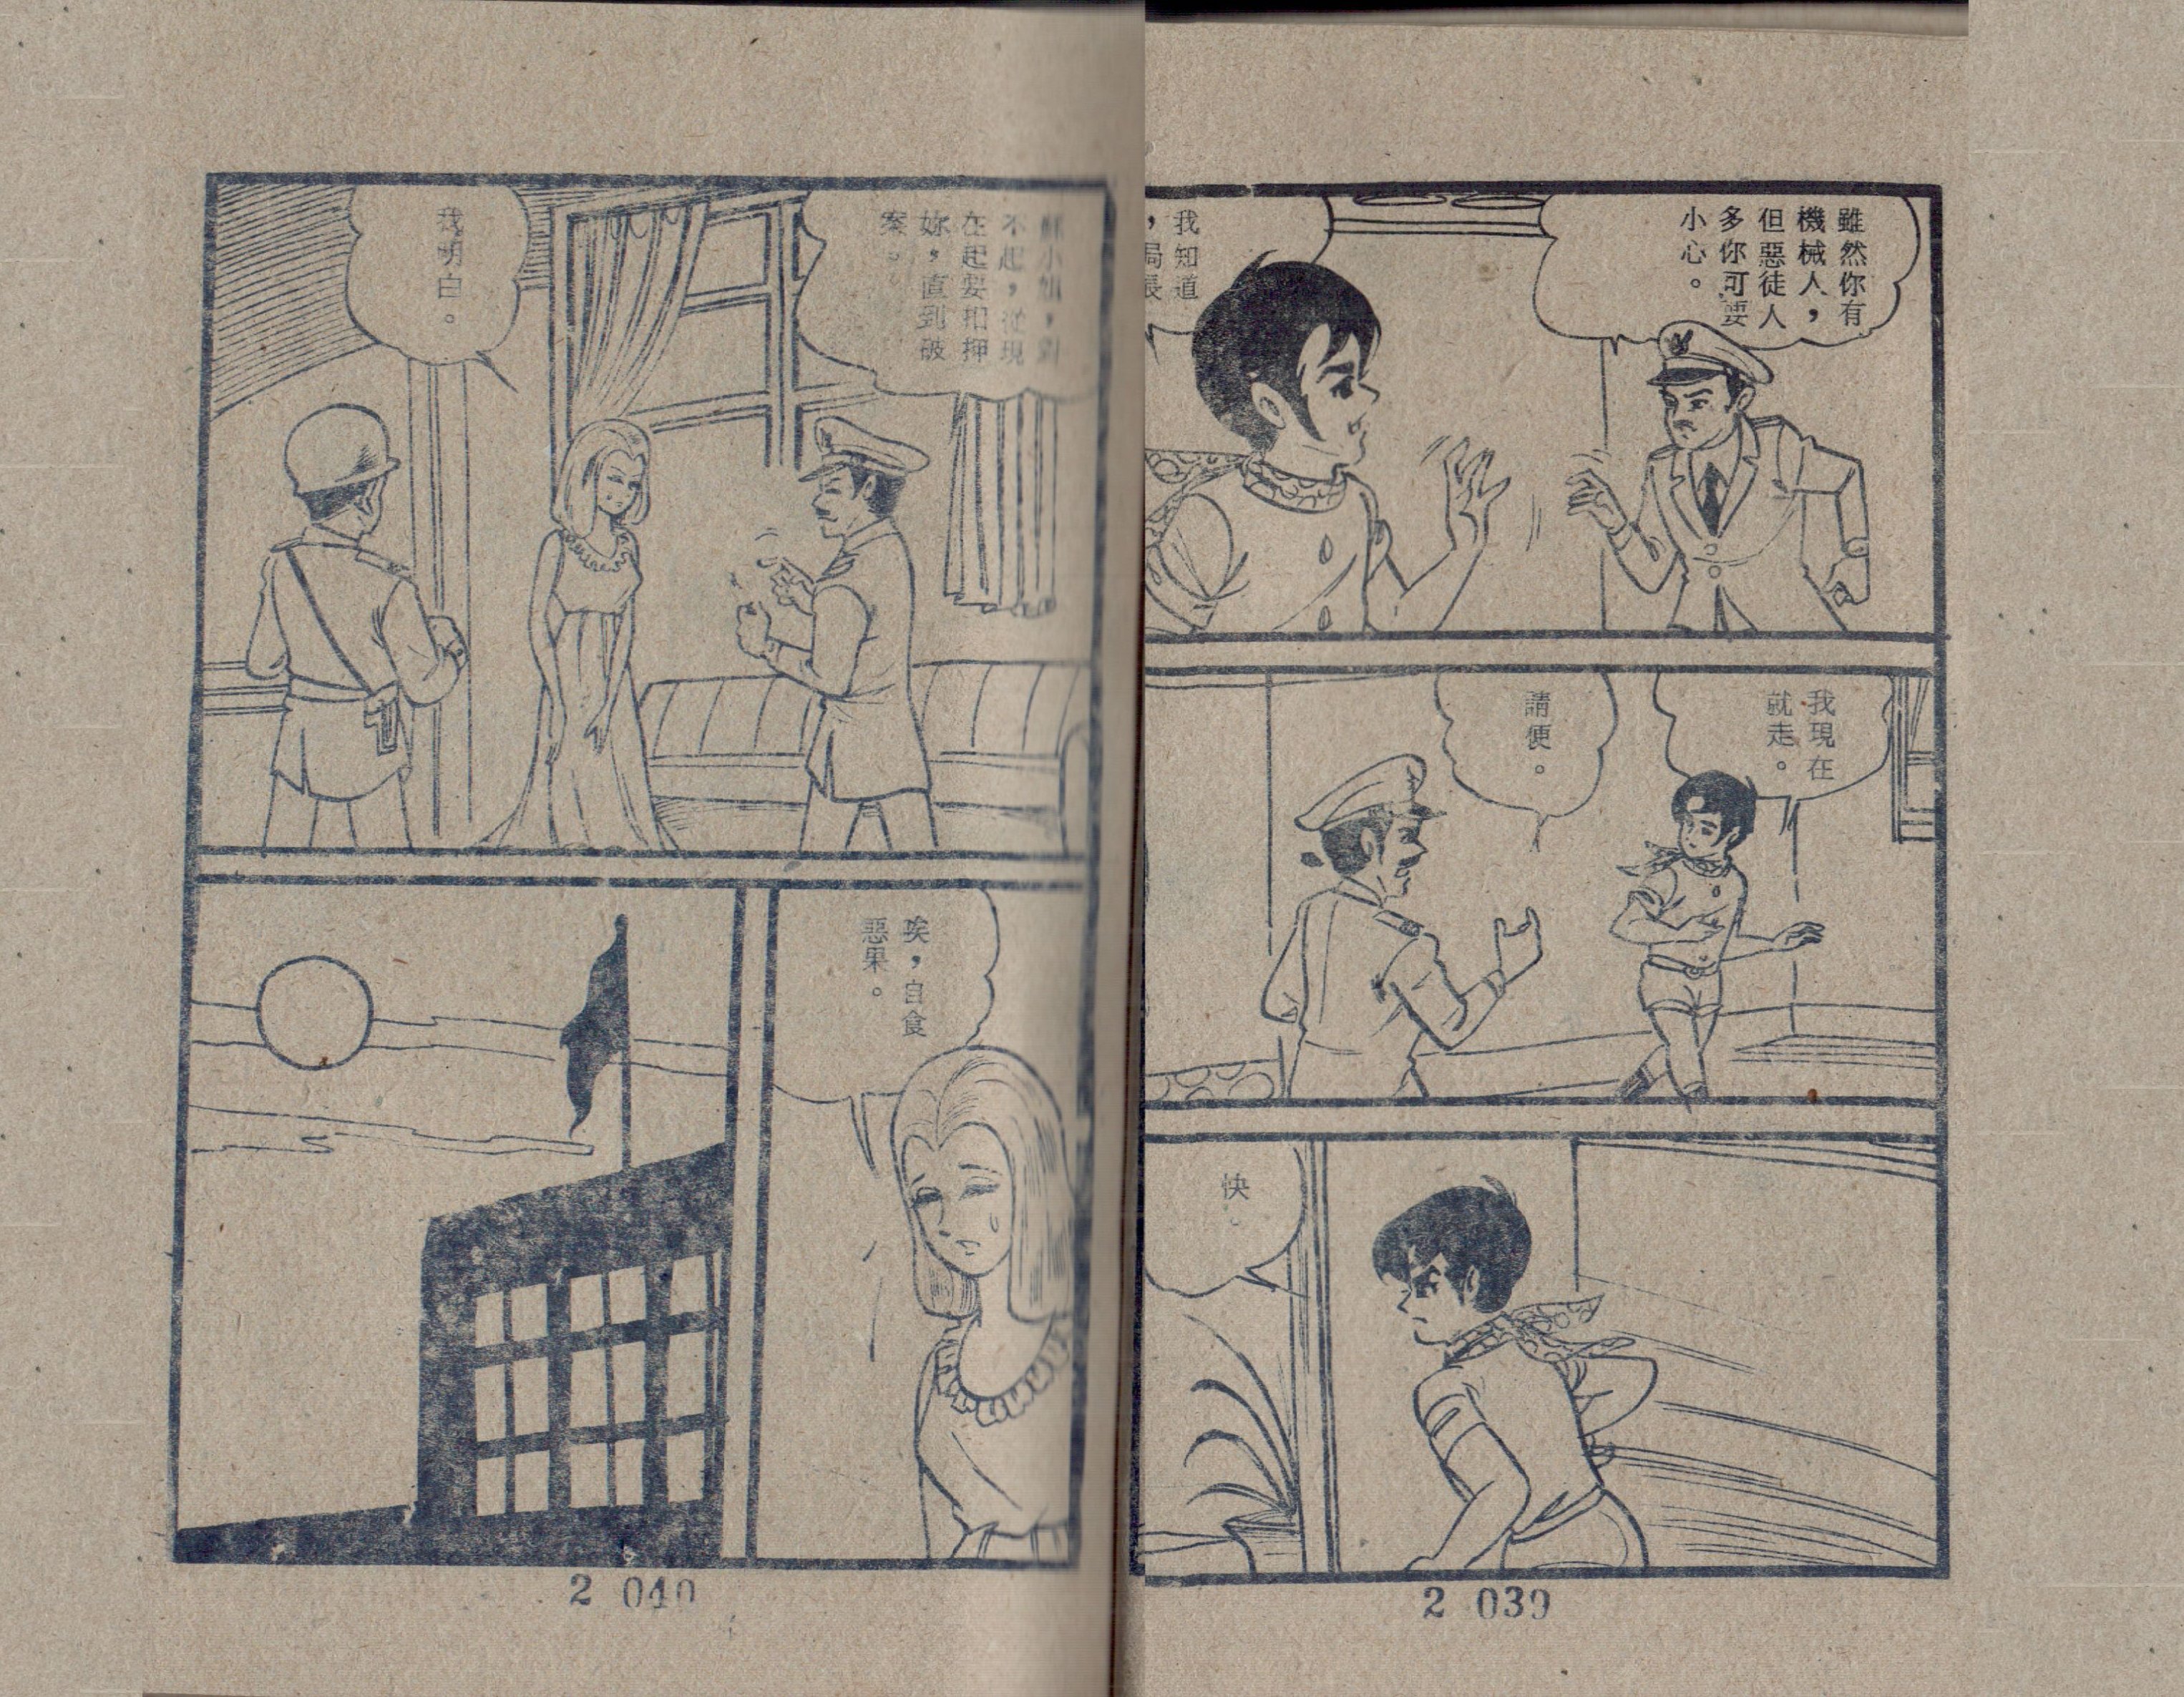 雖然你有
機械人，
但惡徒人
多你可要
小心。
我知道
，局長
我現在
就走。
請便。
快。
2 039
小姐，對
不起，從現
在起要扣押
妳，直到破
案。
我明白。
唉，自食
惡果。
2 040